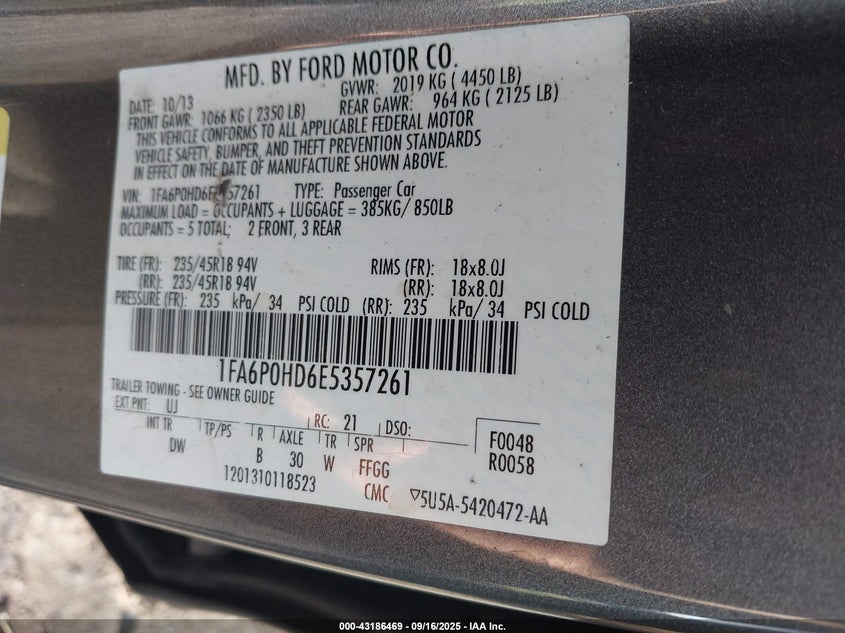 MFD. BY FORD MOTOR CO.
DATE: 10/13 GVWR: 2019 KG ( 4450 LB)
FRONT GAWR: 1066 KG ( 2350 LB) REAR GAWR: 964 KG ( 2125 LB)
THIS VEHICLE CONFORMS TO ALL APPLICABLE FEDERAL MOTOR
VEHICLE SAFETY, BUMPER, AND THEFT PREVENTION STANDARDS
IN EFFECT ON THE DATE OF MANUFACTURE SHOWN ABOVE.
VIN: 1FA6P0HD6E5357261 TYPE: Passenger Car
MAXIMUM LOAD = OCCUPANTS + LUGGAGE = 385KG/ 850LB
OCCUPANTS = 5 TOTAL; 2 FRONT, 3 REAR
TIRE (FR): 235/45R18 94V RIMS (FR): 18x8.0J
(RR): 235/45R18 94V (RR): 18x8.0J
PRESSURE (FR): 235 kPa/ 34 PSI COLD (RR): 235 kPa/ 34 PSI COLD
1FA6P0HD6E5357261
TRAILER TOWING - SEE OWNER GUIDE
EXT PNT: UJ RC: 21 DSO:
INT TR TP/PS R AXLE TR SPR F0048
DW B 30 W FFGG R0058
1201310118523 CMC ▽5U5A-5420472-AA
000-43186469 - 09/16/2025 - IAA Inc.